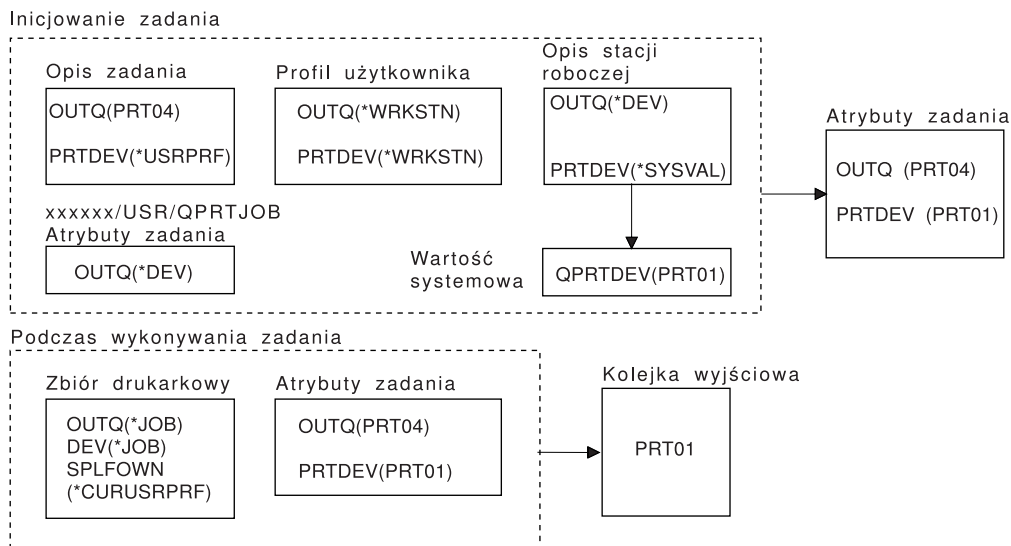 Inicjowanie zadania
Opis zadania
OUTQ(PRT04)
PRTDEV(*USRPRF)
Profil użytkownika
OUTQ(*WRKSTN)
PRTDEV(*WRKSTN)
Opis stacji
roboczej
OUTQ(*DEV)
PRTDEV(*SYSVAL)
Atrybuty zadania
OUTQ (PRT04)
PRTDEV (PRT01)
xxxxxx/USR/QPRTJOB
Atrybuty zadania
OUTQ(*DEV)
Wartość
systemowa
QPRTDEV(PRT01)
Podczas wykonywania zadania
Zbiór drukarkowy
OUTQ(*JOB)
DEV(*JOB)
SPLFOWN
(*CURUSRPRF)
Atrybuty zadania
OUTQ(PRT04)
PRTDEV(PRT01)
Kolejka wyjściowa
PRT01